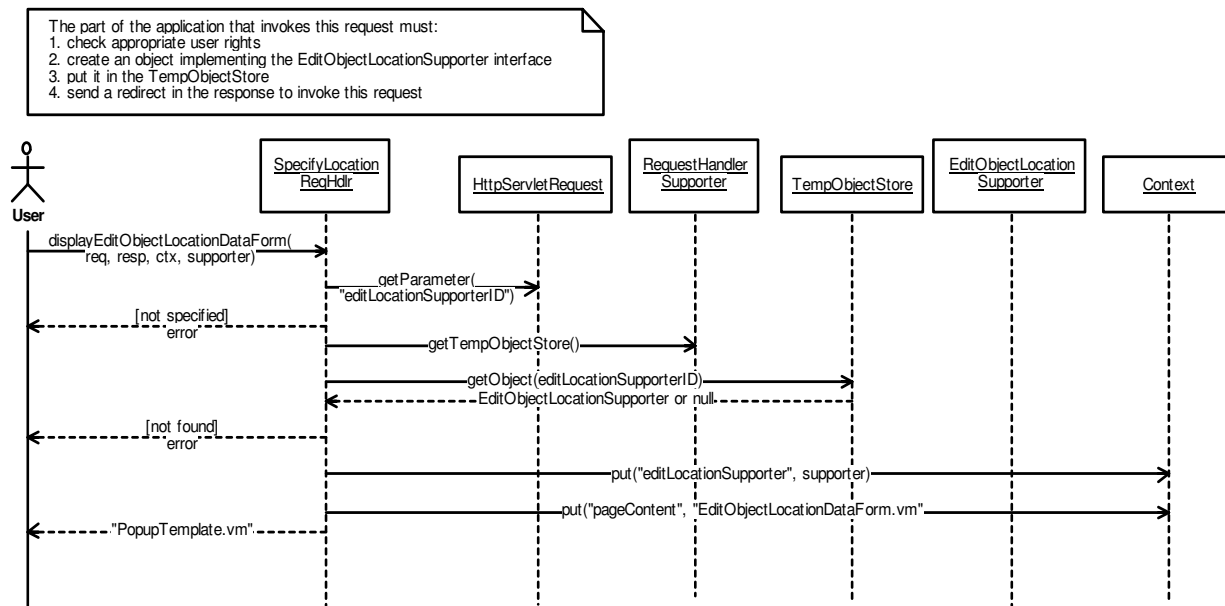 The part of the application that invokes this request must:
1. check appropriate user rights
2. create an object implementing the EditObjectLocationSupporter interface
3. put it in the TempObjectStore
4. send a redirect in the response to invoke this request
User
SpecifyLocation
ReqHdlr
HttpServletRequest
RequestHandler
Supporter
TempObjectStore
EditObjectLocation
Supporter
Context
displayEditObjectLocationDataForm(
req, resp, ctx, supporter)
getParameter(
"editLocationSupporterID")
[not specified]
error
getTempObjectStore()
getObject(editLocationSupporterID)
EditObjectLocationSupporter or null
[not found]
error
put("editLocationSupporter", supporter)
put("pageContent", "EditObjectLocationDataForm.vm"
"PopupTemplate.vm"